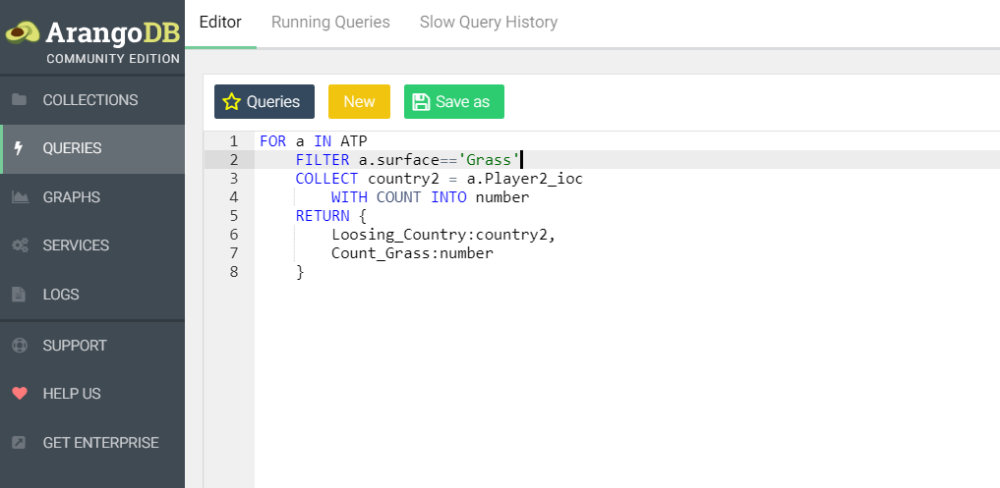 ArangoDB
COMMUNITY EDITION
COLLECTIONS
QUERIES
GRAPHS
SERVICES
LOGS
SUPPORT
HELP US
GET ENTERPRISE
Editor Running Queries Slow Query History
Queries New Save as
1 FOR a IN ATP
2 FILTER a.surface=='Grass'
3 COLLECT country2 = a.Player2_ioc
4 WITH COUNT INTO number
5 RETURN {
6 Loosing_Country:country2,
7 Count_Grass:number
8 }